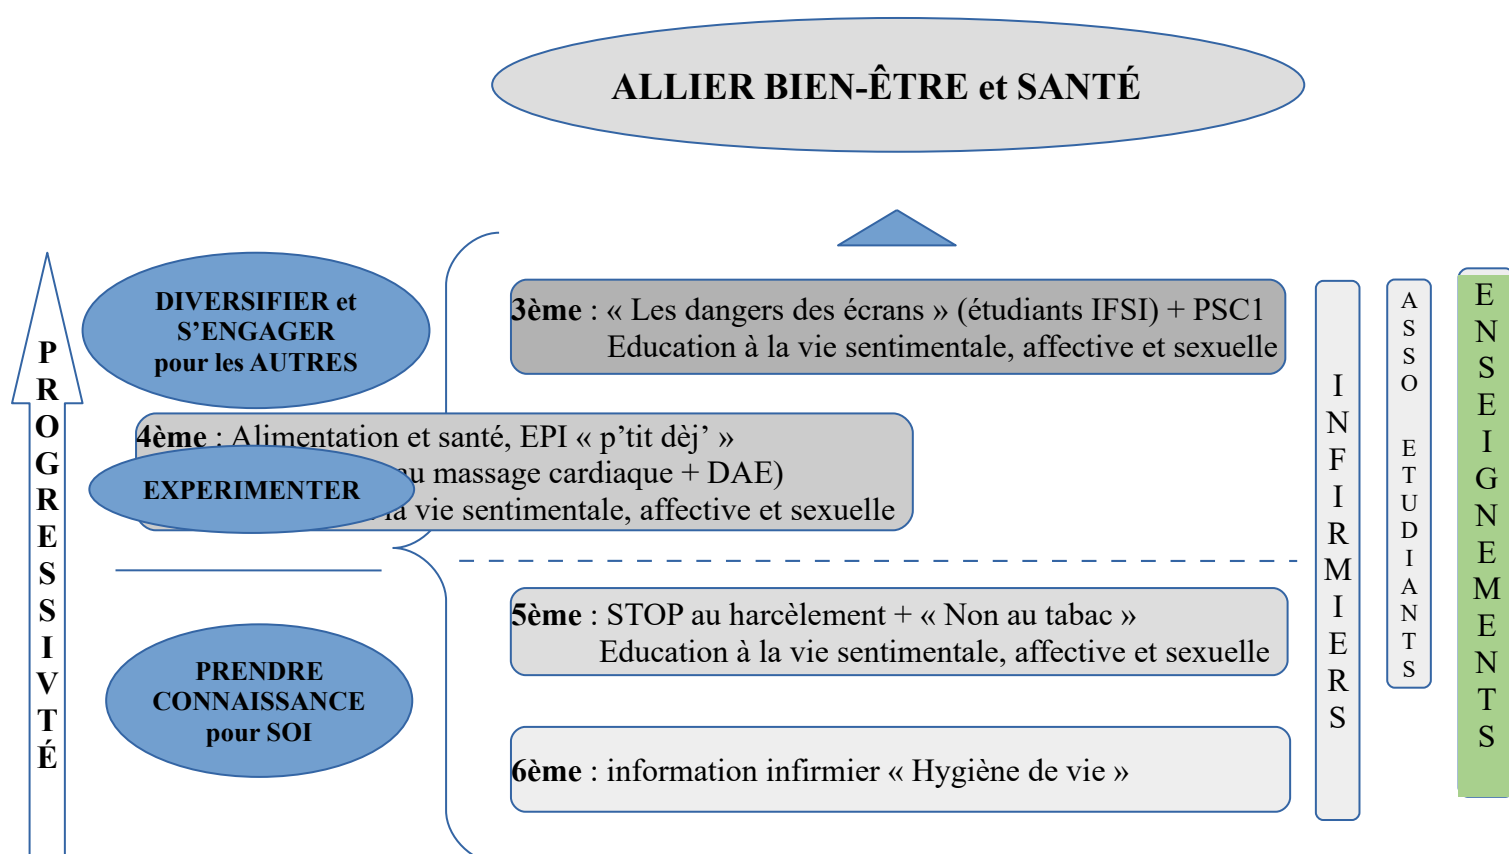 ALLIER BIEN-ÊTRE et SANTÉ
PROGRESSIVTÉ
DIVERSIFIER et
S’ENGAGER
pour les AUTRES
3ème : « Les dangers des écrans » (étudiants IFSI) + PSC1
Education à la vie sentimentale, affective et sexuelle
4ème : Alimentation et santé, EPI « p’tit dèj’ »
au massage cardiaque + DAE)
la vie sentimentale, affective et sexuelle
EXPERIMENTER
5ème : STOP au harcèlement + « Non au tabac »
Education à la vie sentimentale, affective et sexuelle
PRENDRE
CONNAISSANCE
pour SOI
6ème : information infirmier « Hygiène de vie »
INFIRMIERS
ASSO ETUDIANTS
ENSEIGNEMENTS